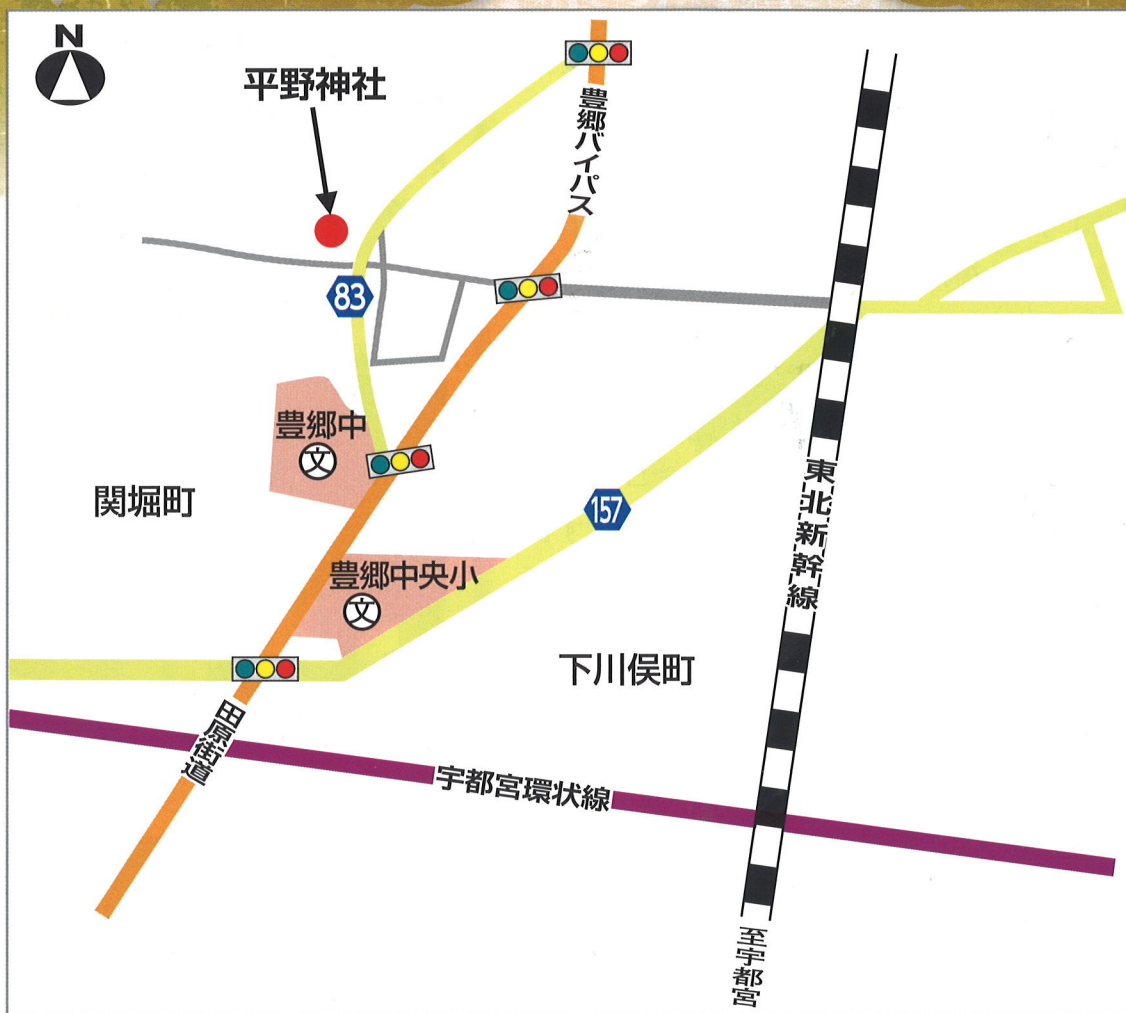 N
平野神社
豊郷バイパス
83
豊郷中
文
関堀町
157
東北新幹線
豊郷中央小
文
下川俣町
田原街道
宇都宮環状線
至宇都宮